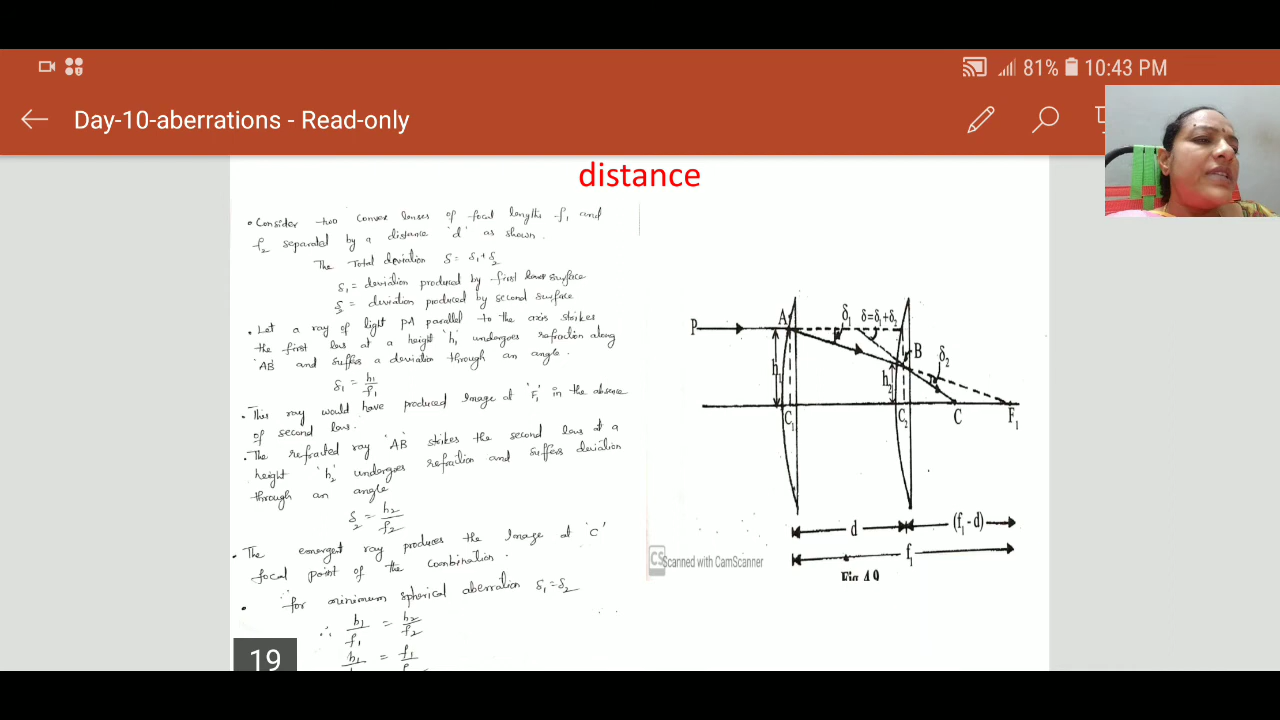 81% 10:43 PM
Day-10-aberrations - Read-only
distance
• Consider two convex lenses of focal lengths f₁ and
f₂ separated by a distance 'd' as shown.
The Total deviation δ = δ₁+δ₂
δ₁ = deviation produced by first lens surface
δ₂ = deviation produced by second surface
• Let a ray of light PA parallel to the axis strikes
the first lens at a height 'h₁' undergoes refraction along
'AB' and suffers a deviation through an angle.
δ₁ = h₁/f₁
• This ray would have produced Image at 'F₁' in the absence
of second lens.
• The refracted ray 'AB' strikes the second lens at a
height 'h₂' undergoes refraction and suffers deviation
through an angle
δ₂ = h₂/f₂
• The emergent ray produces the Image at 'C'
focal point of the Combination.
• for minimum spherical aberration δ₁=δ₂
∴ h₁/f₁ = h₂/f₂
h₁ = f₁
19
P A δ₁ δ=δ₁+δ₂
B δ₂
h₁ h₂
C₁ C₂ C F₁
d (f₁ - d)
f₁
CS Scanned with CamScanner